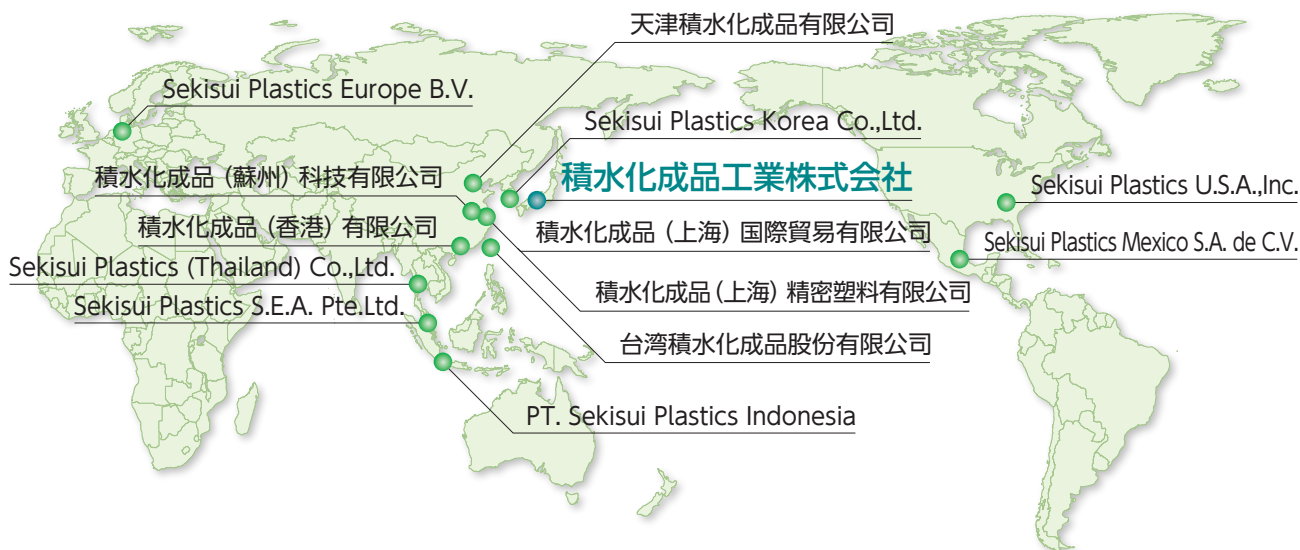 天津積水化成品有限公司
Sekisui Plastics Europe B.V.
Sekisui Plastics Korea Co.,Ltd.
積水化成品（蘇州）科技有限公司
積水化成品工業株式会社
Sekisui Plastics U.S.A.,Inc.
積水化成品（香港）有限公司
積水化成品（上海）国際貿易有限公司
Sekisui Plastics Mexico S.A. de C.V.
Sekisui Plastics (Thailand) Co.,Ltd.
積水化成品（上海）精密塑料有限公司
Sekisui Plastics S.E.A. Pte.Ltd.
台湾積水化成品股份有限公司
PT. Sekisui Plastics Indonesia